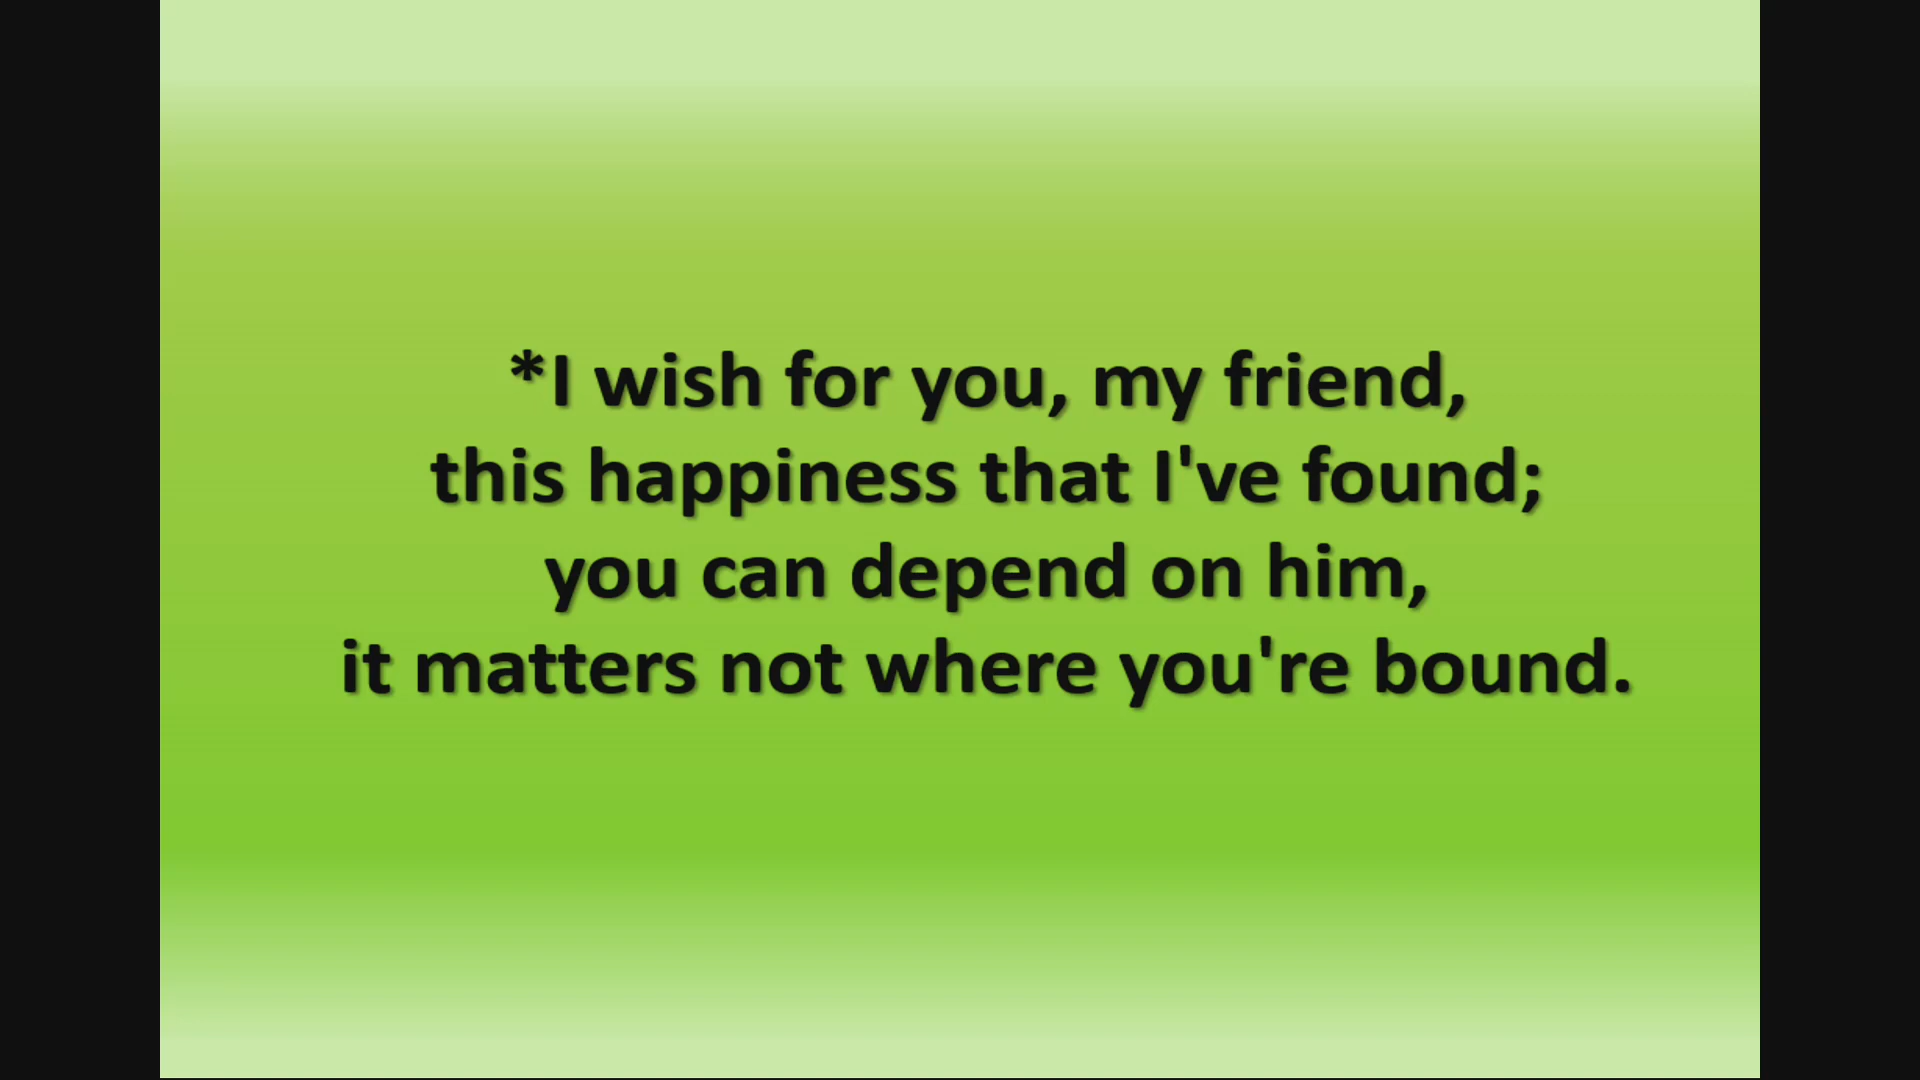 *I wish for you, my friend,
this happiness that I've found;
you can depend on him,
it matters not where you're bound.